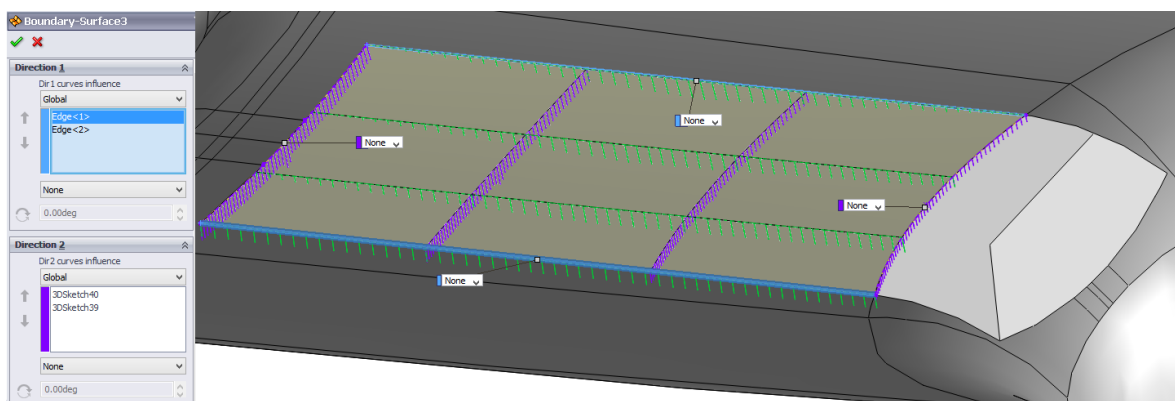 Boundary-Surface3
Direction 1
Dir1 curves influence
Global
Edge<1>
Edge<2>
None
0.00deg
Direction 2
Dir2 curves influence
Global
3DSketch40
3DSketch39
None
0.00deg
None
None
None
None